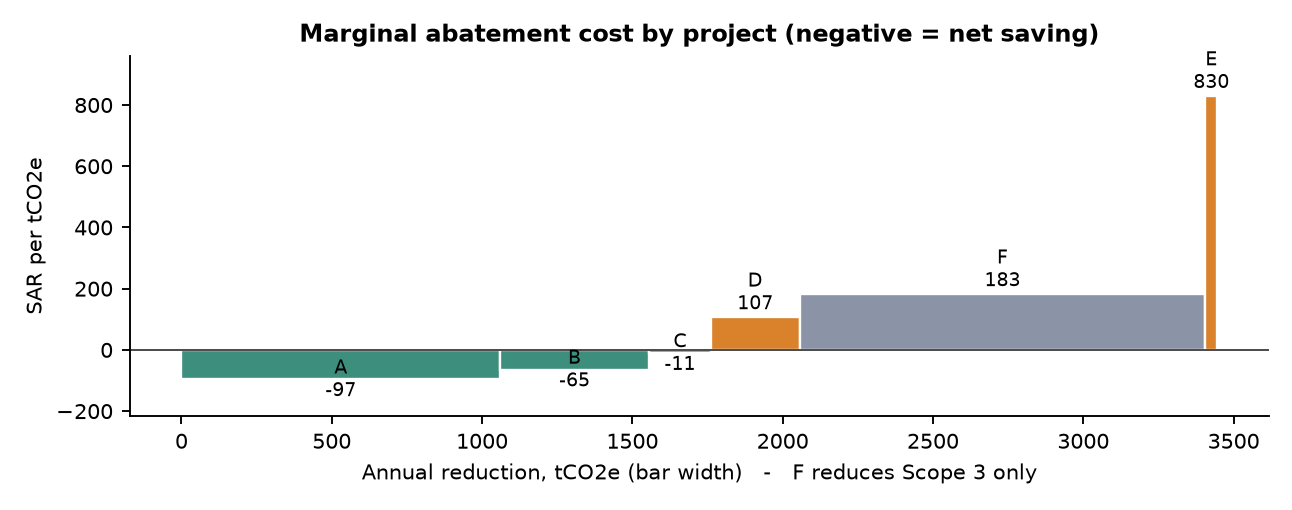 Marginal abatement cost by project (negative = net saving)
SAR per tCO2e
800
600
400
200
0
−200
A
-97
B
-65
C
-11
D
107
F
183
E
830
0 500 1000 1500 2000 2500 3000 3500
Annual reduction, tCO2e (bar width) - F reduces Scope 3 only